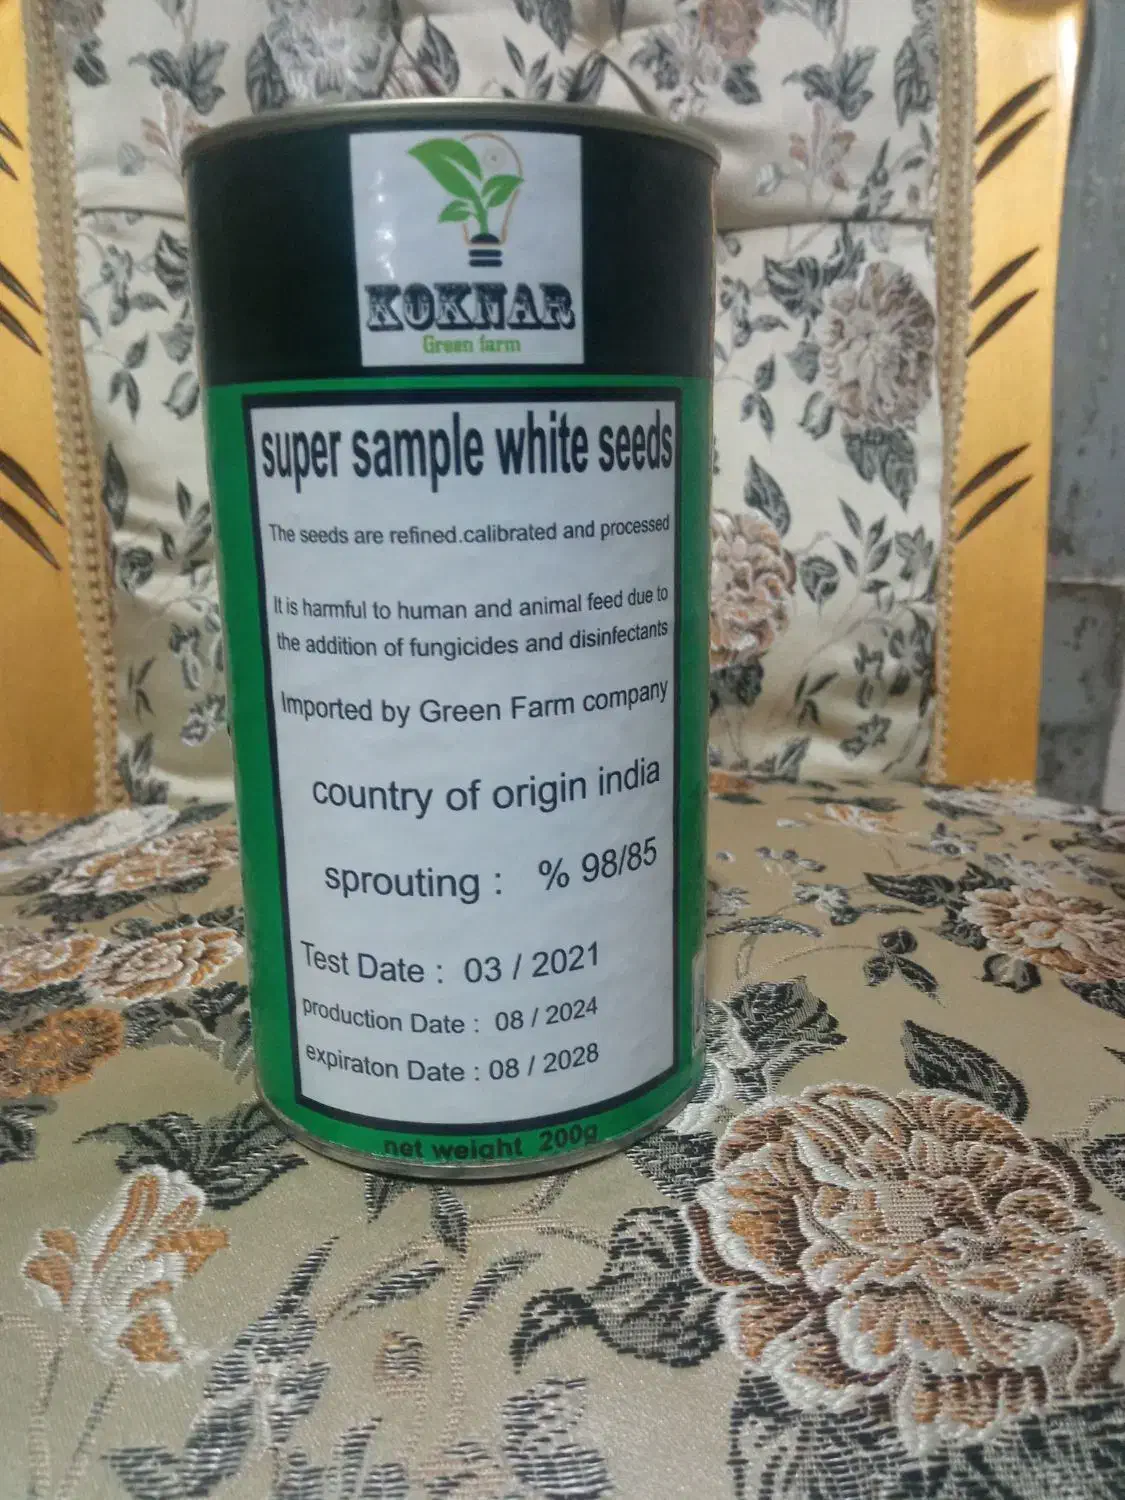 KOKNAR
Green farm
super sample white seeds
The seeds are refined.calibrated and processed
It is harmful to human and animal feed due to
the addition of fungicides and disinfectants
Imported by Green Farm company
country of origin india
sprouting : % 98/85
Test Date : 03 / 2021
production Date : 08 / 2024
expiraton Date : 08 / 2028
net weight 200g